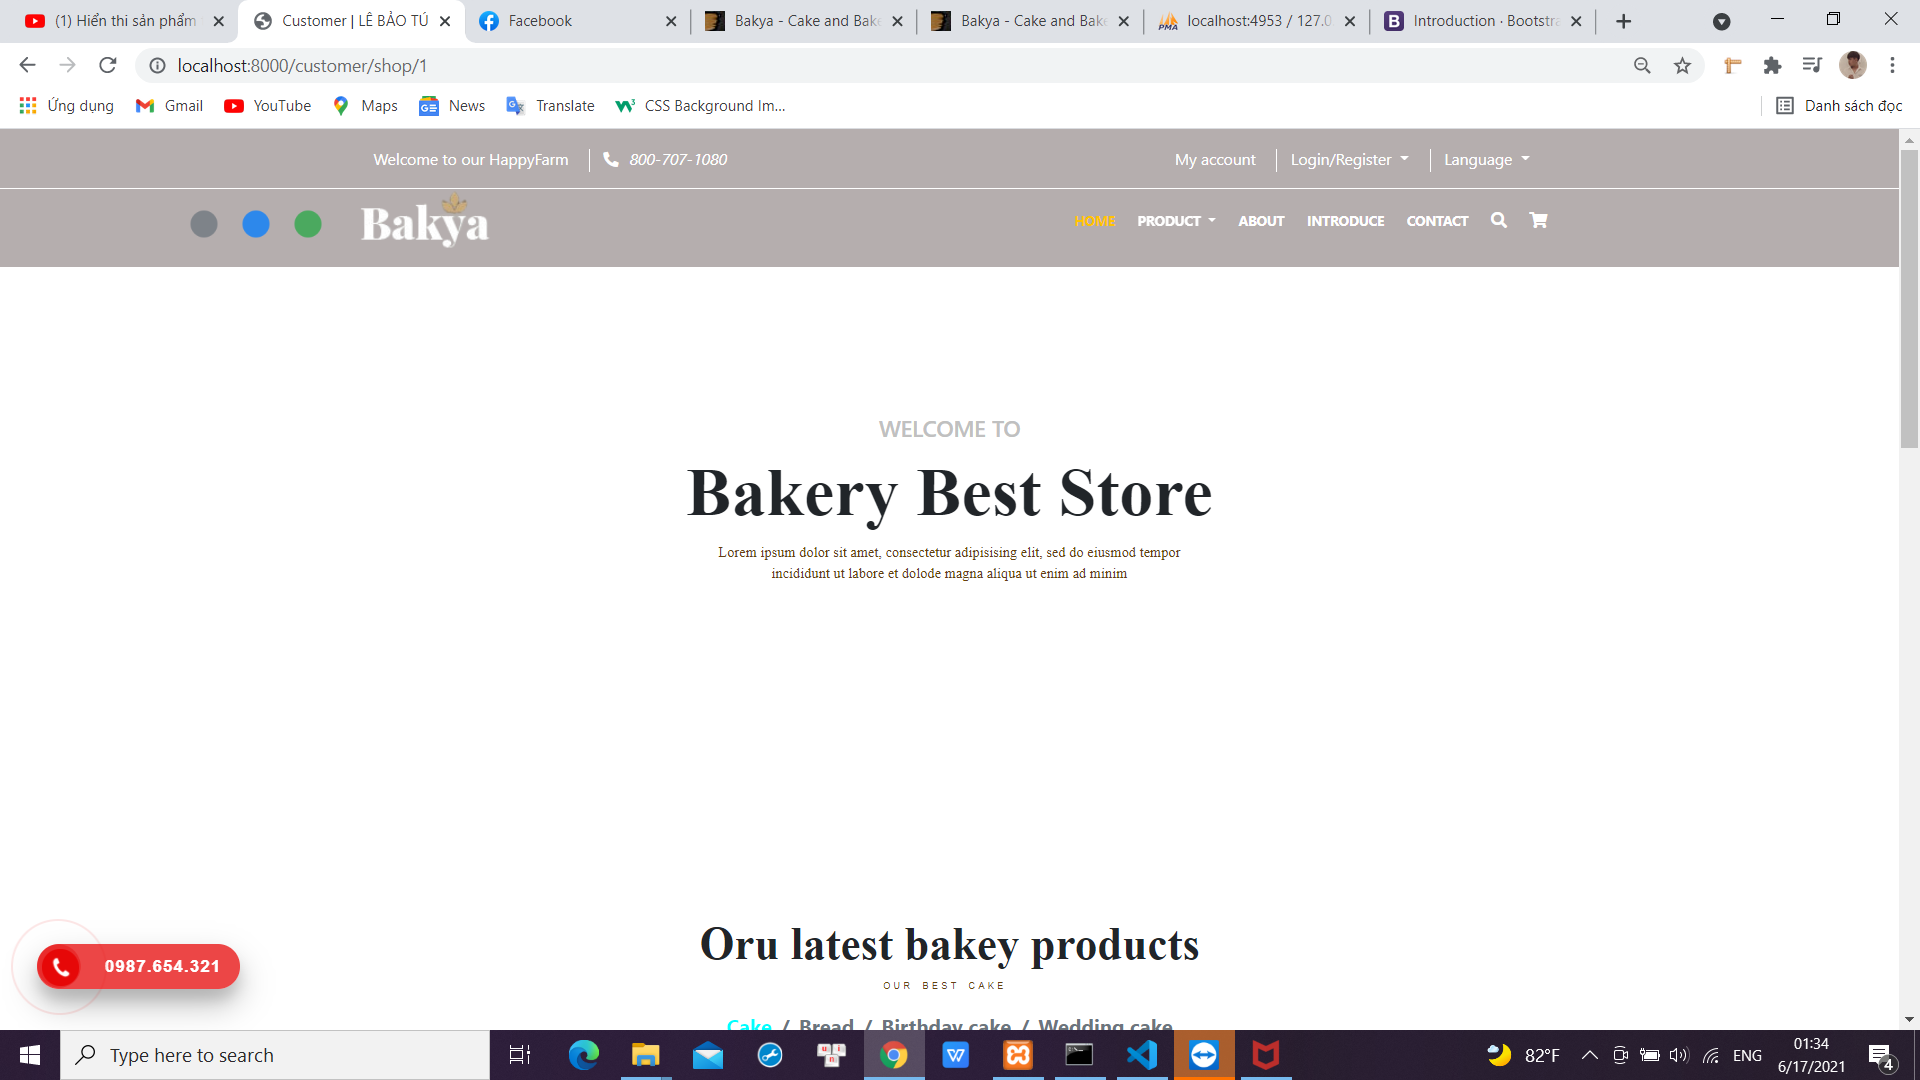 (1) Hiển thi sản phẩm
Customer | LÊ BẢO TÚ
Facebook
Bakya - Cake and Bake
Bakya - Cake and Bake
localhost:4953 / 127.0
Introduction · Bootstra
localhost:8000/customer/shop/1
Ứng dụng
Gmail
YouTube
Maps
News
Translate
CSS Background Im...
Danh sách đọc
Welcome to our HappyFarm
800-707-1080
My account
Login/Register
Language
Bakya
HOME
PRODUCT
ABOUT
INTRODUCE
CONTACT
WELCOME TO
Bakery Best Store
Lorem ipsum dolor sit amet, consectetur adipisising elit, sed do eiusmod tempor
incididunt ut labore et dolode magna aliqua ut enim ad minim
0987.654.321
Oru latest bakey products
OUR BEST CAKE
Cake / Bread / Birthday cake / Wedding cake
Type here to search
82°F
ENG
01:34
6/17/2021
4